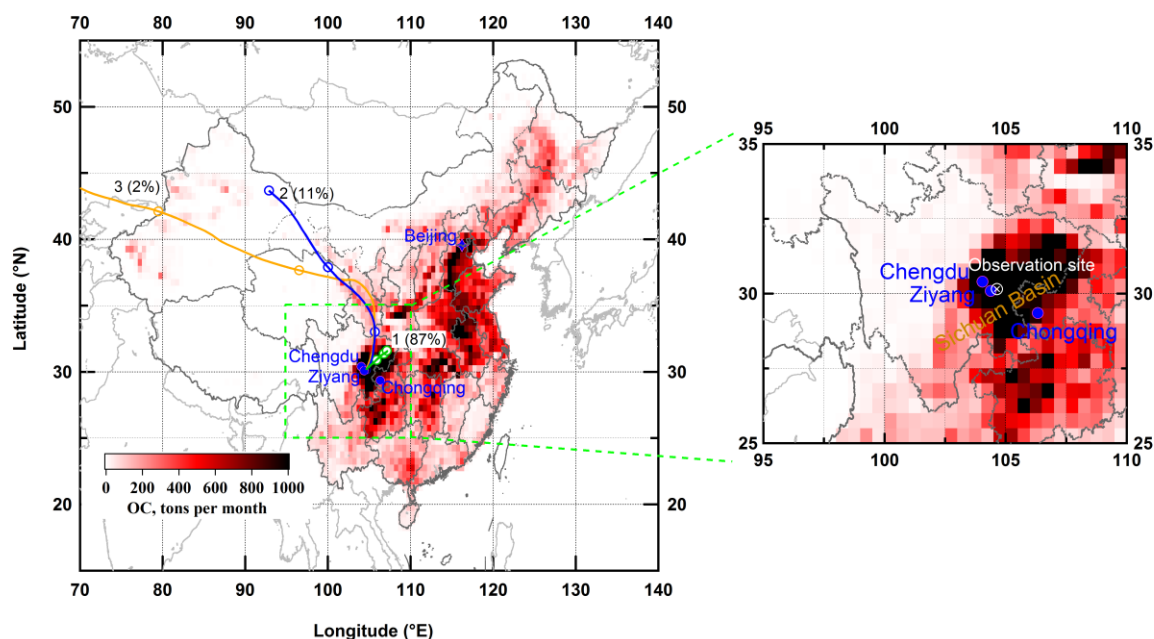 70 80 90 100 110 120 130 140
50
40
30
20
50
40
30
20
Latitude (°N)
3 (2%)
2 (11%)
Beijing
1 (87%)
Chengdu
Ziyang
Chongqing
0 200 400 600 800 1000
OC, tons per month
70 80 90 100 110 120 130 140
Longitude (°E)
95 100 105 110
35
30
25
35
30
25
Observation site
Chengdu
Ziyang
Sichuan Basin
Chongqing
95 100 105 110